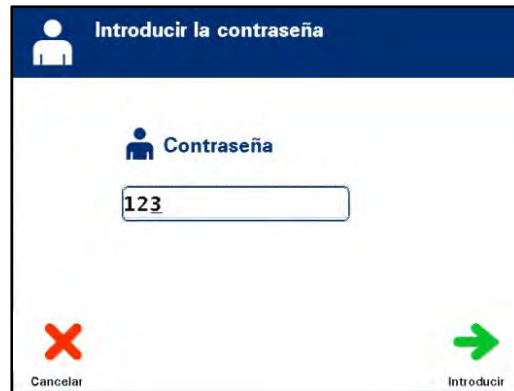 Introducir la contraseña
Contraseña
123
Cancelar
Introducir